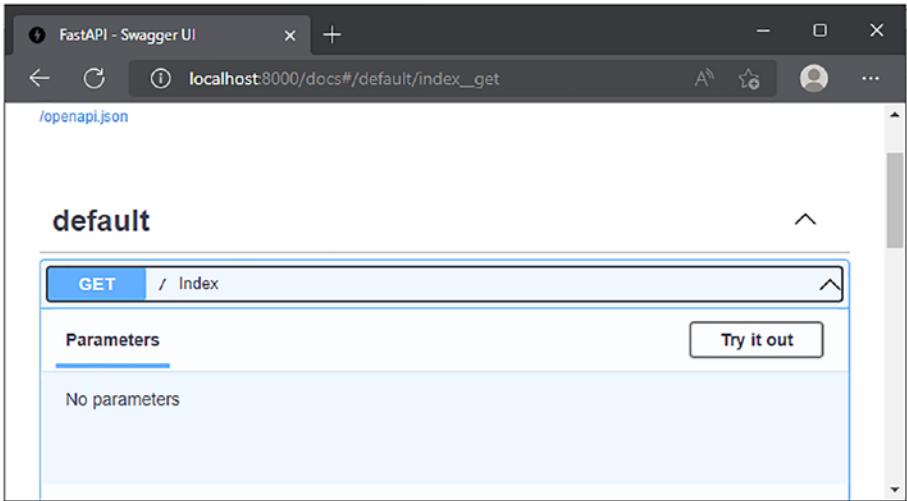 FastAPI - Swagger UI
localhost:8000/docs#/default/index__get
/openapi.json
default
GET / Index
Parameters Try it out
No parameters